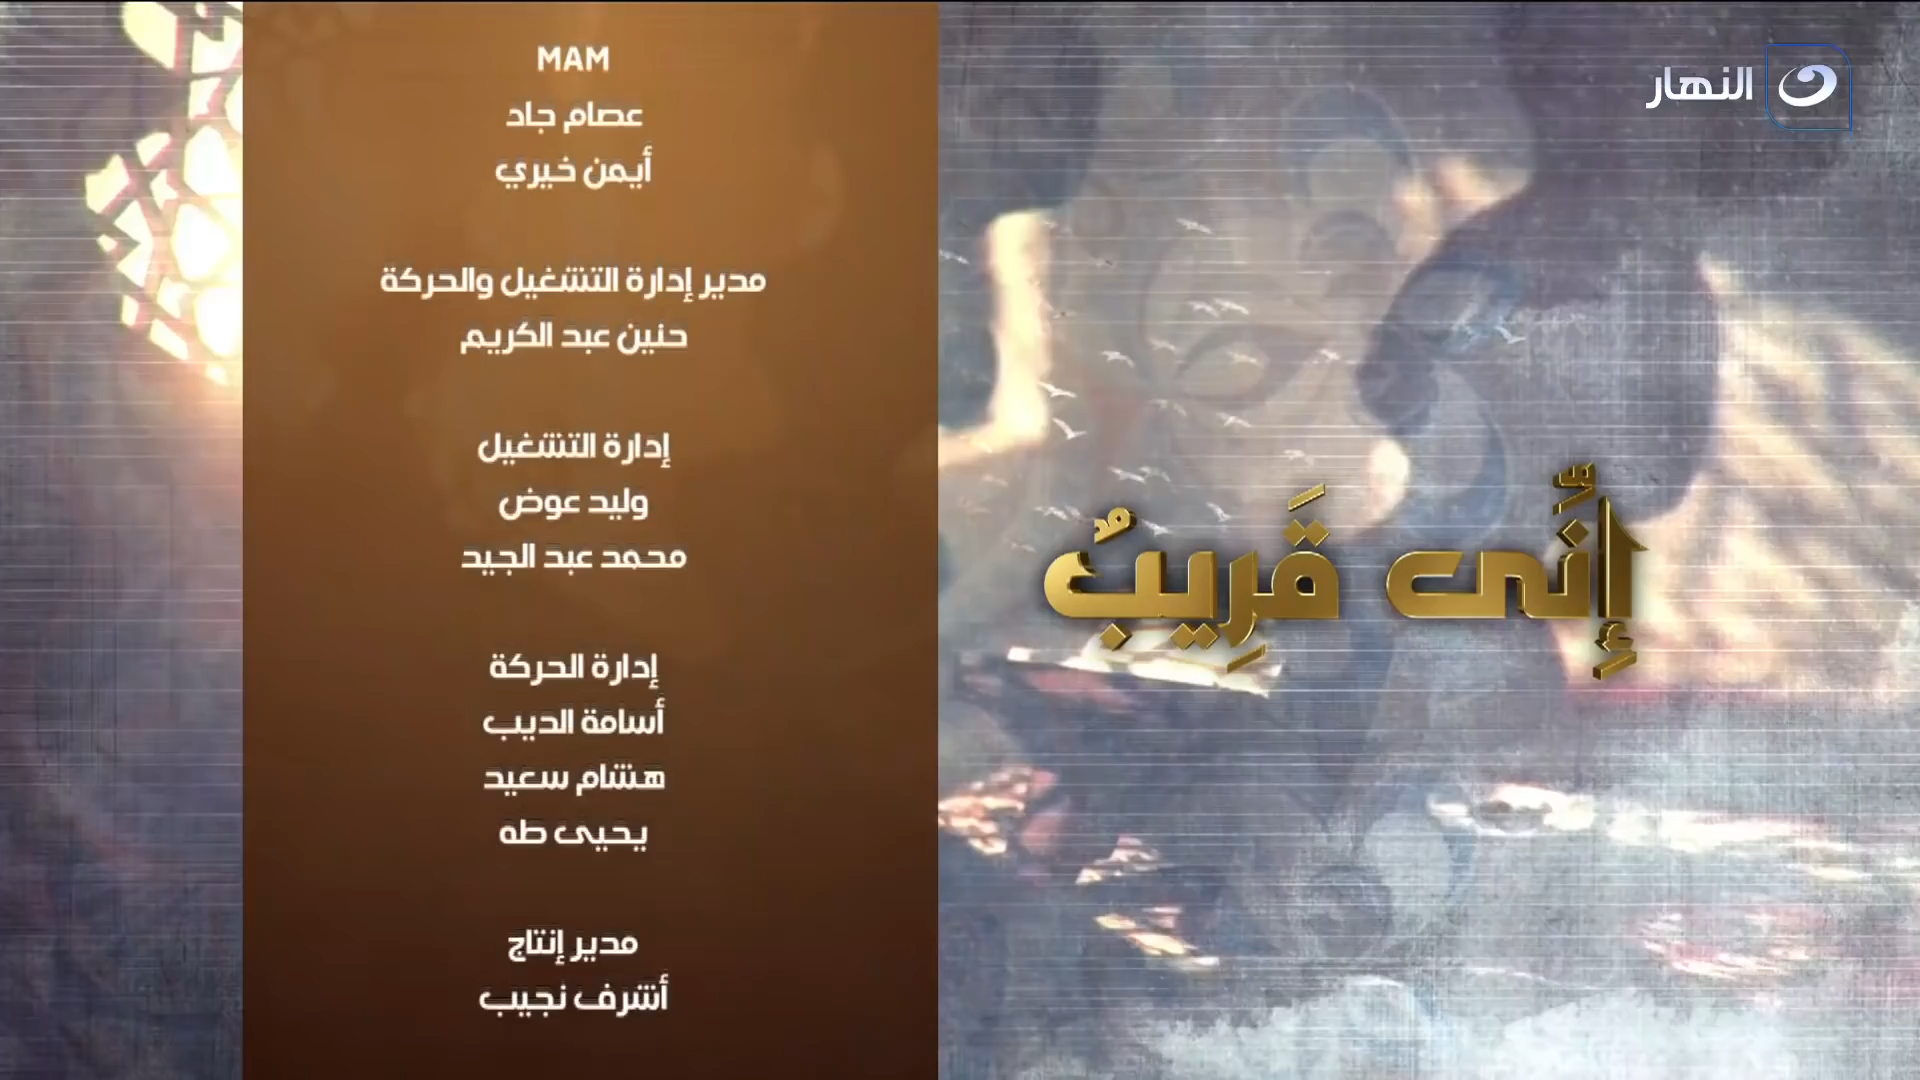 MAM
عصام جاد
أيمن خيري
مدير إدارة التشغيل والحركة
حنين عبد الكريم
إدارة التشغيل
وليد عوض
محمد عبد الجيد
إدارة الحركة
أسامة الديب
هشام سعيد
يحيى طه
مدير إنتاج
أشرف نجيب
النهار
إِنِّى قَرِيبٌ